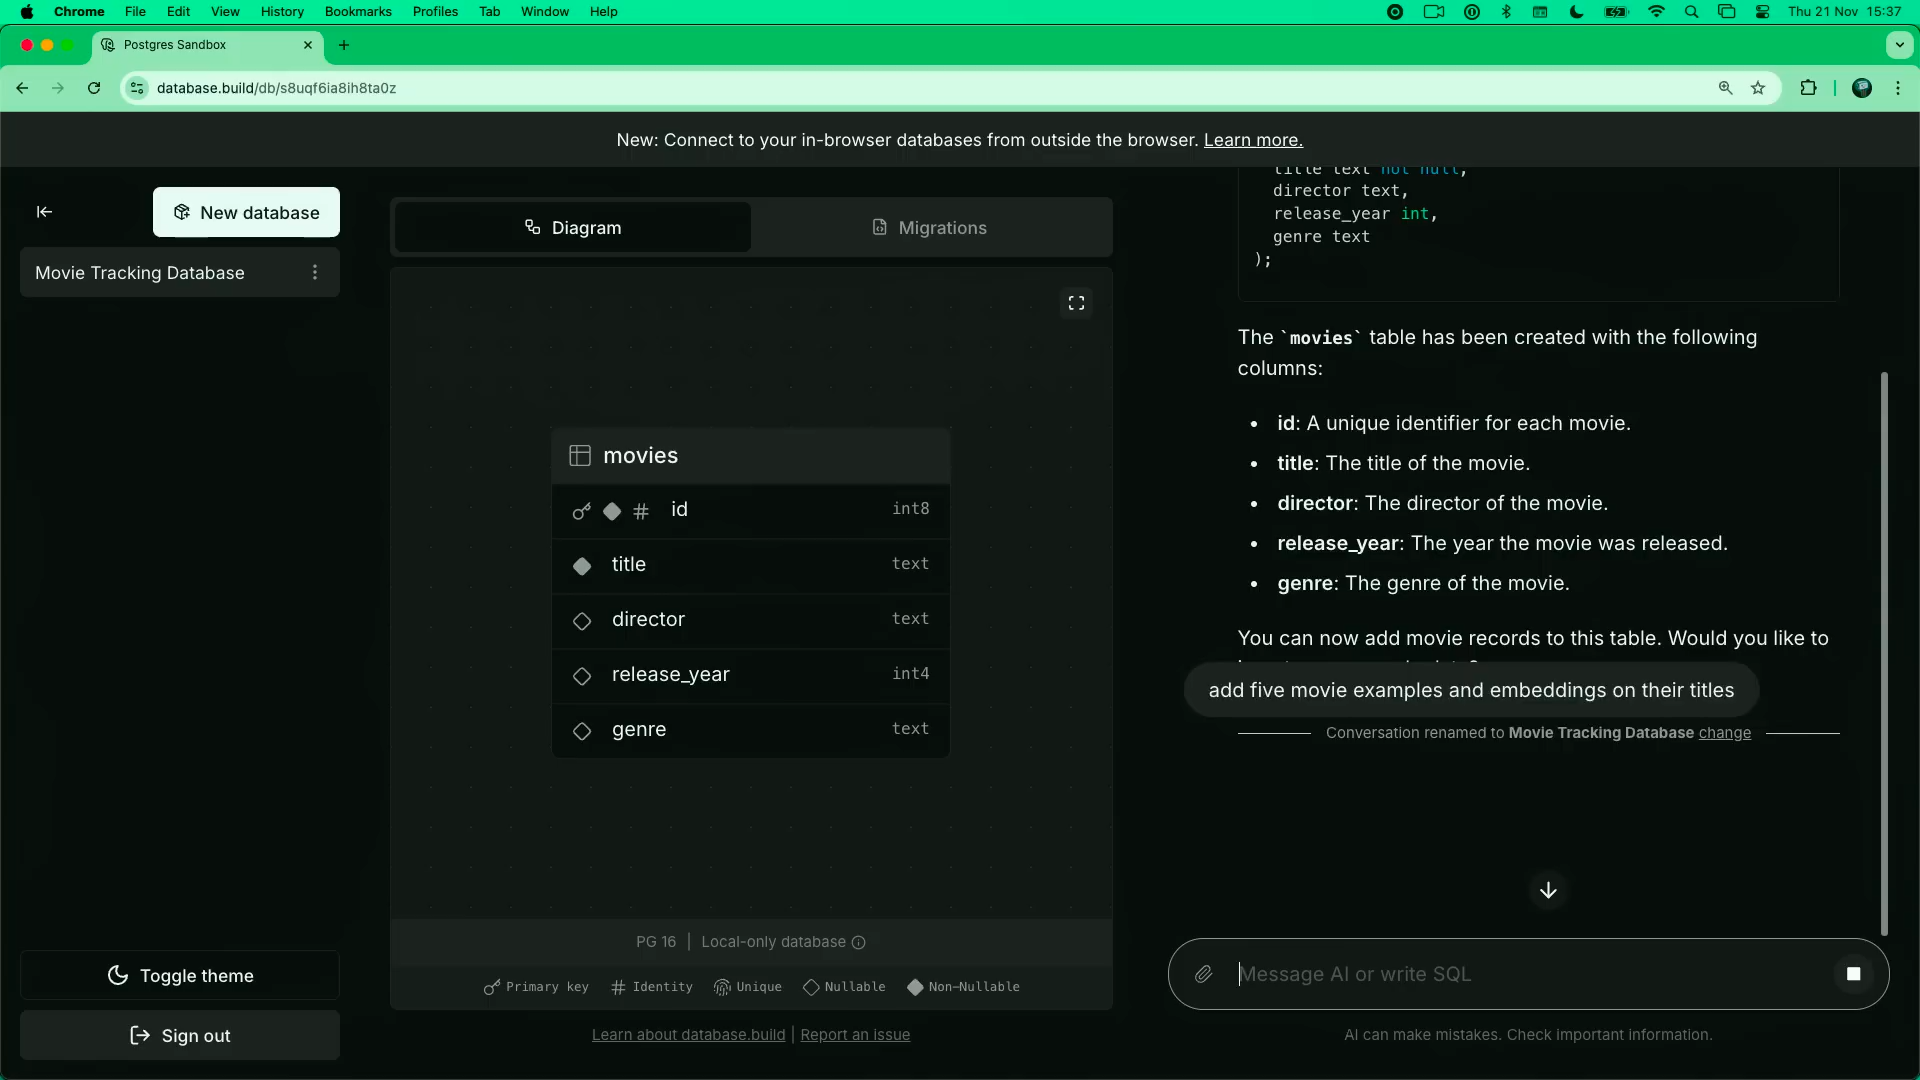 Chrome File Edit View History Bookmarks Profiles Tab Window Help
Thu 21 Nov 15:37
Postgres Sandbox
database.build/db/s8uqf6ia8ih8ta0z
New: Connect to your in-browser databases from outside the browser. Learn more.
New database
Movie Tracking Database
Toggle theme
Sign out
Diagram
Migrations
movies
id int8
title text
director text
release_year int4
genre text
PG 16 | Local-only database
Primary key Identity Unique Nullable Non-Nullable
Learn about database.build | Report an issue
title text not null,
director text,
release_year int,
genre text
);
The `movies` table has been created with the following
columns:
• id: A unique identifier for each movie.
• title: The title of the movie.
• director: The director of the movie.
• release_year: The year the movie was released.
• genre: The genre of the movie.
You can now add movie records to this table. Would you like to
add five movie examples and embeddings on their titles
Conversation renamed to Movie Tracking Database change
Message AI or write SQL
AI can make mistakes. Check important information.